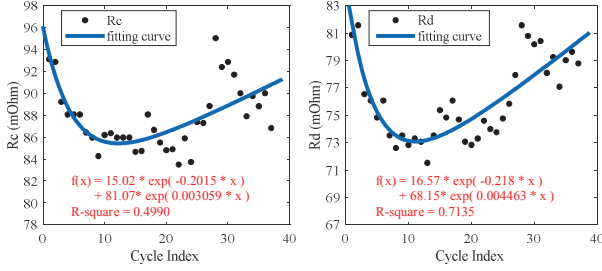 98
96
94
92
90
88
86
84
82
80
78
Rc (mOhm)
Rc
fitting curve
f(x) = 15.02 * exp( -0.2015 * x )
+ 81.07* exp( 0.003059 * x )
R-square = 0.4990
0 10 20 30 40
Cycle Index
83
81
79
77
75
73
71
69
67
Rd (mOhm)
Rd
fitting curve
f(x) = 16.57 * exp( -0.218 * x )
+ 68.15* exp( 0.004463 * x )
R-square = 0.7135
0 10 20 30 40
Cycle Index